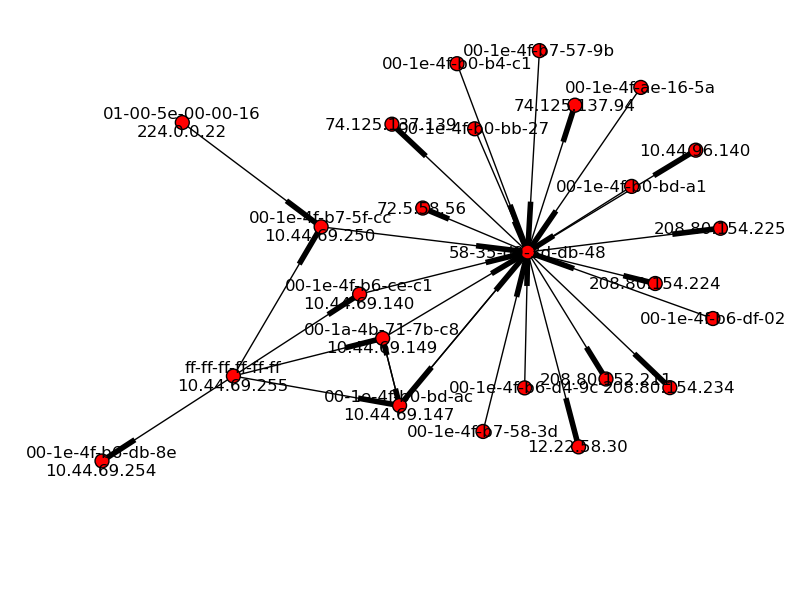 00-1e-4f-b7-57-9b
00-1e-4f-b0-b4-c1
00-1e-4f-ae-16-5a
74.125.137.94
01-00-5e-00-00-16
224.0.0.22
74.125.137.139
00-1e-4f-b0-bb-27
10.44.96.140
00-1e-4f-b0-bd-a1
72.5.58.56
00-1e-4f-b7-5f-cc
10.44.69.250
208.80.154.225
00-1e-4f-b6-ce-c1
10.44.69.140
208.80.154.224
00-1e-4f-b6-df-02
00-1a-4b-71-7b-c8
10.44.69.149
ff-ff-ff-ff-ff-ff
10.44.69.255
208.80.152.211
00-1e-4f-b6-d4-9c
208.80.154.234
00-1e-4f-b0-bd-ac
10.44.69.147
00-1e-4f-b7-58-3d
12.22.58.30
00-1e-4f-b6-db-8e
10.44.69.254